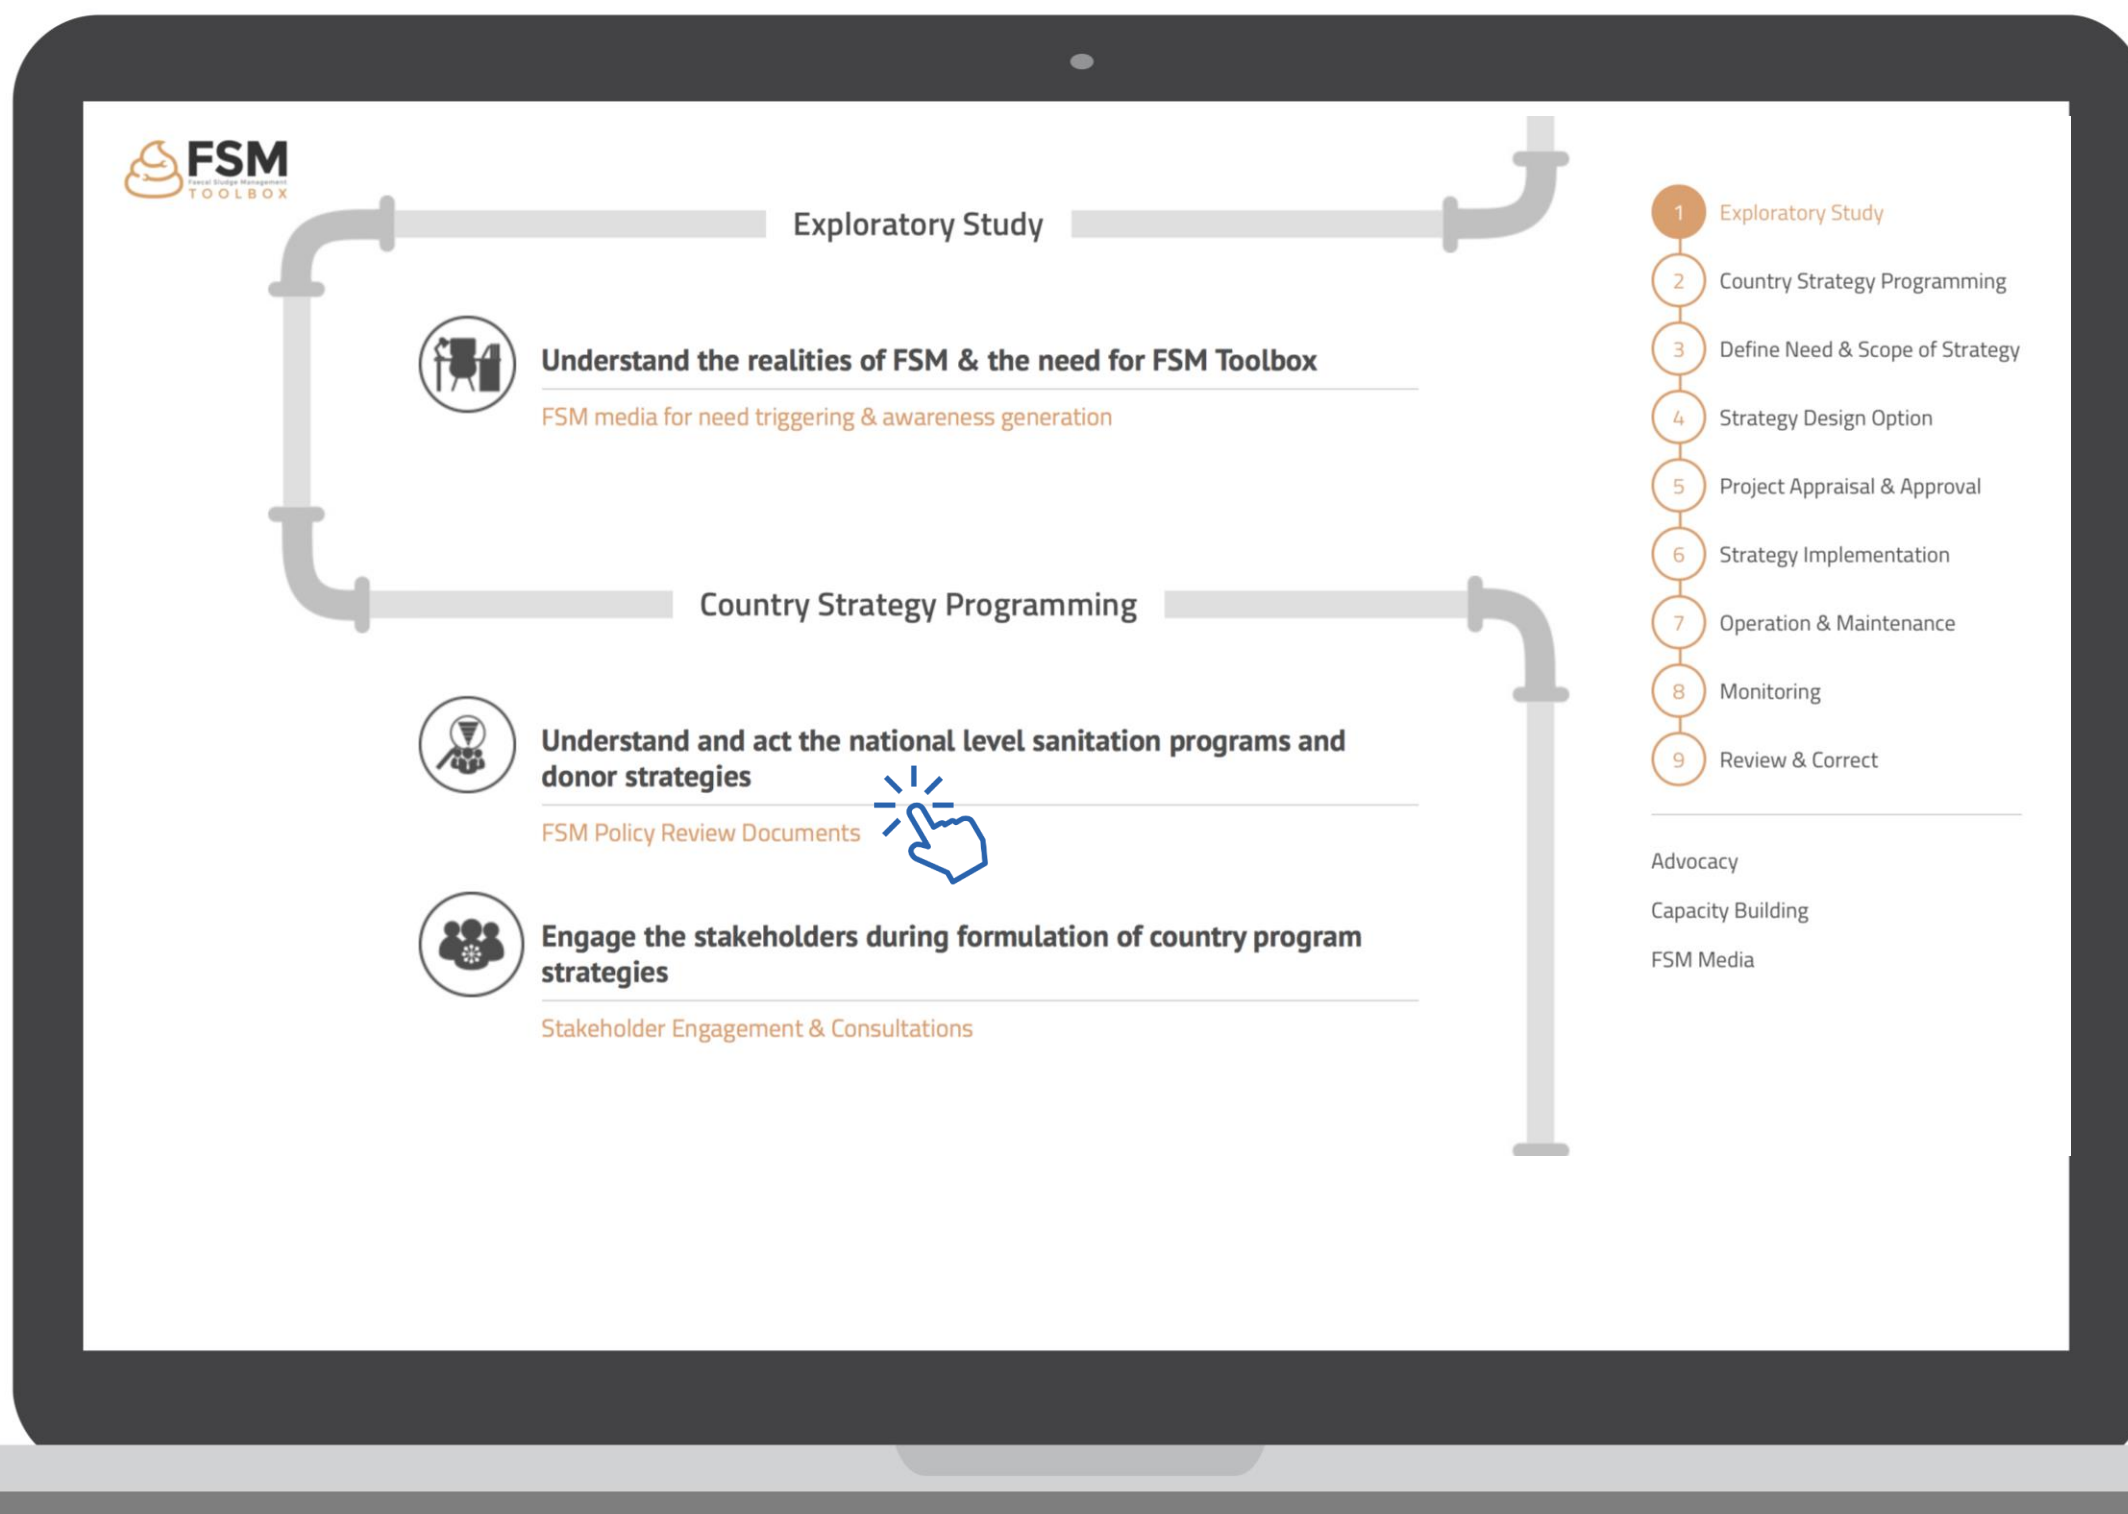 FSM
Faecal Sludge Management
TOOLBOX
Exploratory Study
Understand the realities of FSM & the need for FSM Toolbox
FSM media for need triggering & awareness generation
Country Strategy Programming
Understand and act the national level sanitation programs and
donor strategies
FSM Policy Review Documents
Engage the stakeholders during formulation of country program
strategies
Stakeholder Engagement & Consultations
1 Exploratory Study
2 Country Strategy Programming
3 Define Need & Scope of Strategy
4 Strategy Design Option
5 Project Appraisal & Approval
6 Strategy Implementation
7 Operation & Maintenance
8 Monitoring
9 Review & Correct
Advocacy
Capacity Building
FSM Media